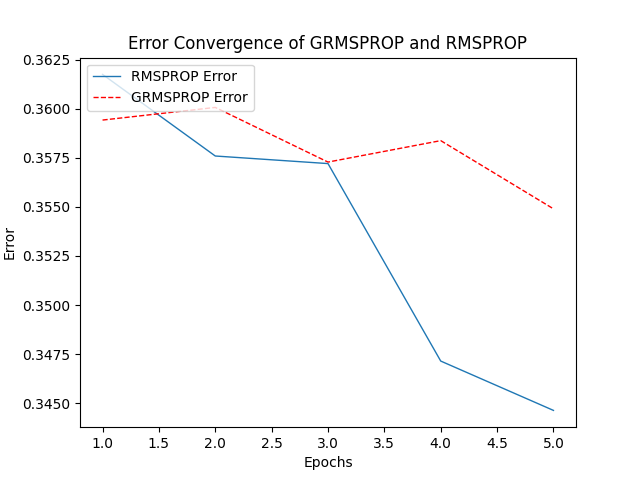 Error Convergence of GRMSPROP and RMSPROP
RMSPROP Error
GRMSPROP Error
Error
0.3625
0.3600
0.3575
0.3550
0.3525
0.3500
0.3475
0.3450
1.0 1.5 2.0 2.5 3.0 3.5 4.0 4.5 5.0
Epochs